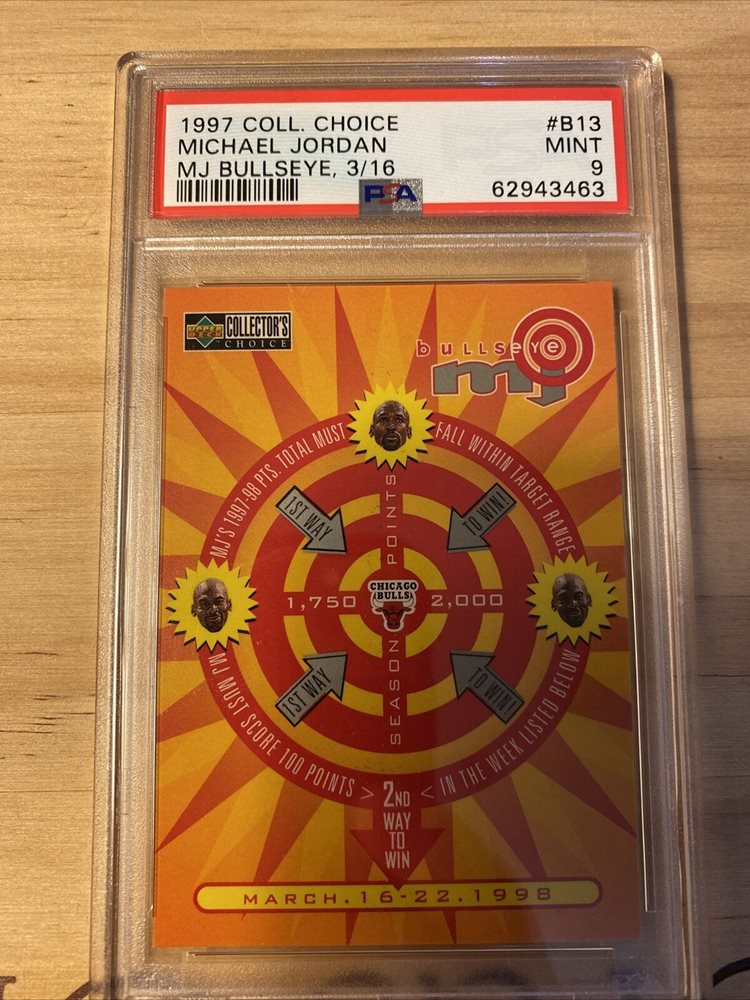 1997 COLL. CHOICE #B13
MICHAEL JORDAN MINT
MJ BULLSEYE, 3/16 9
PSA 62943463
UPPER DECK COLLECTOR'S
CHOICE
bullseye
mj
MJ'S 1997-98 PTS. TOTAL MUST FALL WITHIN TARGET RANGE
1ST WAY TO WIN!
SEASON POINTS
1,750 2,000
CHICAGO
BULLS
1ST WAY TO WIN!
MJ MUST SCORE 100 POINTS > < IN THE WEEK LISTED BELOW
2ND
WAY
TO
WIN
MARCH.16-22.1998